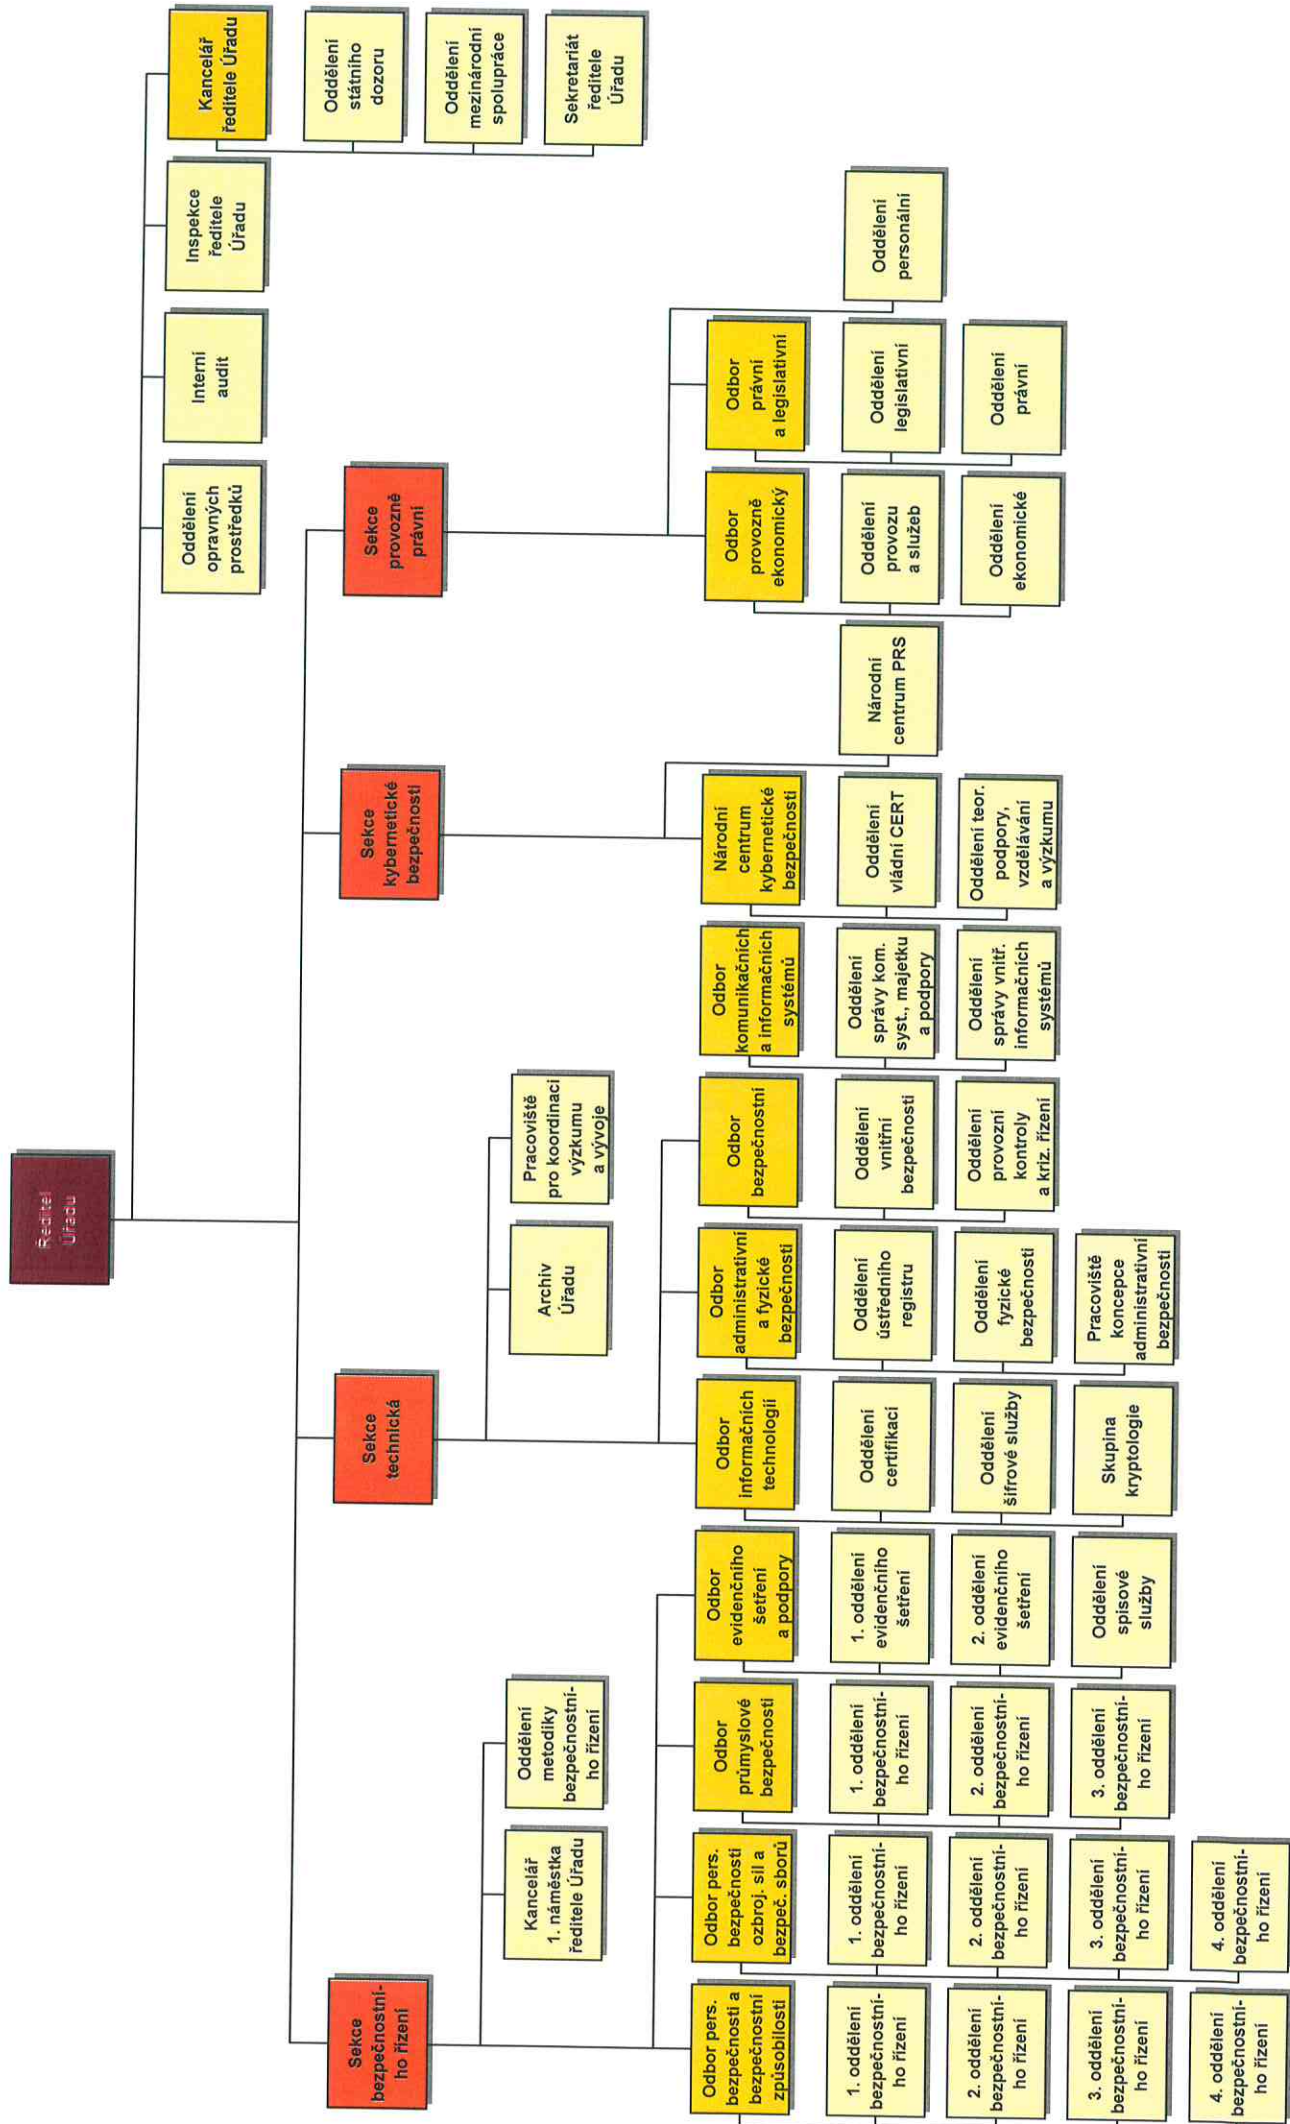 Ředitel
Úřadu
Oddělení
opravných
prostředků
Interní
audit
Inspekce
ředitele
Úřadu
Kancelář
ředitele Úřadu
Oddělení
státního
dozoru
Oddělení
mezinárodní
spolupráce
Sekretariát
ředitele
Úřadu
Sekce
bezpečnostní-
ho řízení
Sekce
technická
Sekce
kybernetické
bezpečnosti
Sekce
provozně
právní
Kancelář
1. náměstka
ředitele Úřadu
Oddělení
metodiky
bezpečnostní-
ho řízení
Archiv
Úřadu
Pracoviště
pro koordinaci
výzkumu
a vývoje
Odbor pers.
bezpečnosti a
bezpečnostní
způsobilosti
1. oddělení
bezpečnostní-
ho řízení
2. oddělení
bezpečnostní-
ho řízení
3. oddělení
bezpečnostní-
ho řízení
4. oddělení
bezpečnostní-
ho řízení
Odbor pers.
bezpečnosti
ozbroj. sil a
bezpeč. sborů
1. oddělení
bezpečnostní-
ho řízení
2. oddělení
bezpečnostní-
ho řízení
3. oddělení
bezpečnostní-
ho řízení
4. oddělení
bezpečnostní-
ho řízení
Odbor
průmyslové
bezpečnosti
1. oddělení
bezpečnostní-
ho řízení
2. oddělení
bezpečnostní-
ho řízení
3. oddělení
bezpečnostní-
ho řízení
Odbor
evidenčního
šetření
a podpory
1. oddělení
evidenčního
šetření
2. oddělení
evidenčního
šetření
Oddělení
spisové
služby
Odbor
informačních
technologií
Oddělení
certifikací
Oddělení
šifrové služby
Skupina
kryptologie
Odbor
administrativní
a fyzické
bezpečnosti
Oddělení
ústředního
registru
Oddělení
fyzické
bezpečnosti
Pracoviště
koncepce
administrativní
bezpečnosti
Odbor
bezpečnostní
Oddělení
vnitřní
bezpečnosti
Oddělení
provozní
kontroly
a kriz. řízení
Odbor
komunikačních
a informačních
systémů
Oddělení
správy kom.
syst., majetku
a podpory
Oddělení
správy vnitř.
informačních
systémů
Národní
centrum
kybernetické
bezpečnosti
Oddělení
vládní CERT
Oddělení teor.
podpory,
vzdělávání
a výzkumu
Národní
centrum PRS
Odbor
provozně
ekonomický
Oddělení
provozu
a služeb
Oddělení
ekonomické
Odbor
právní
a legislativní
Oddělení
legislativní
Oddělení
právní
Oddělení
personální